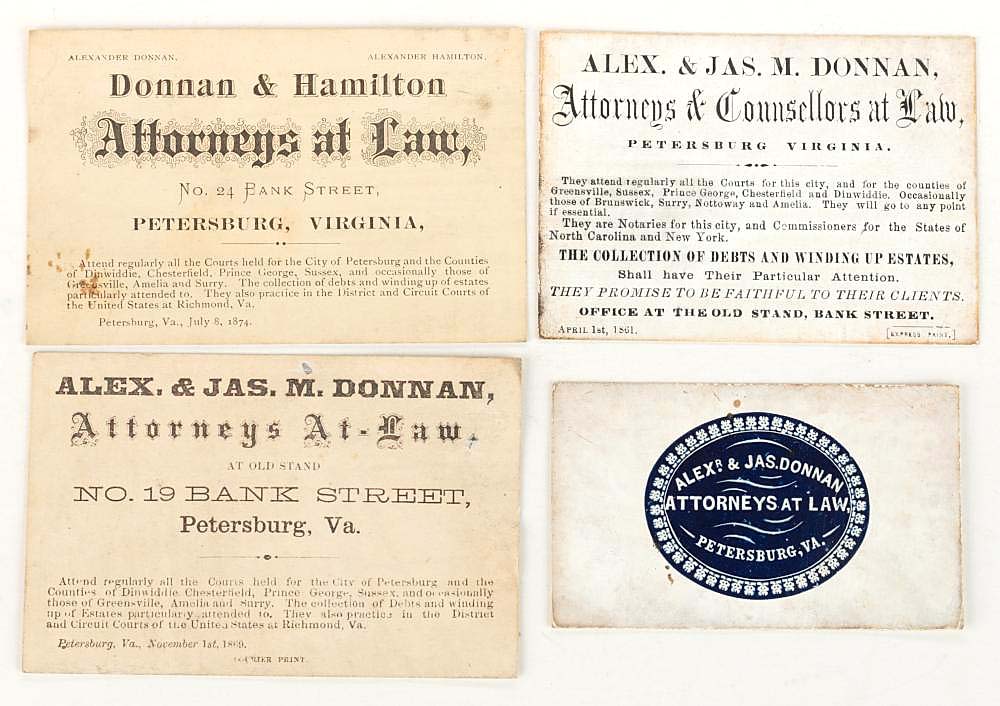 ALEXANDER DONNAN. ALEXANDER HAMILTON.
Donnan & Hamilton
Attorneys at Law,
No. 24 BANK STREET,
PETERSBURG, VIRGINIA,
Attend regularly all the Courts held for the City of Petersburg and the Counties
of Dinwiddie, Chesterfield, Prince George, Sussex, and occasionally those of
Greensville, Amelia and Surry. The collection of debts and winding up of estates
particularly attended to. They also practice in the District and Circuit Courts of
the United States at Richmond, Va.
Petersburg, Va., July 8, 1874.
ALEX. & JAS. M. DONNAN,
Attorneys & Counsellors at Law,
PETERSBURG VIRGINIA.
They attend regularly all the Courts for this city, and for the counties of
Greensville, Sussex, Prince George, Chesterfield and Dinwiddie. Occasionally
those of Brunswick, Surry, Nottoway and Amelia. They will go to any point
if essential.
They are Notaries for this city, and Commissioners for the States of
North Carolina and New York.
THE COLLECTION OF DEBTS AND WINDING UP ESTATES,
Shall have Their Particular Attention.
THEY PROMISE TO BE FAITHFUL TO THEIR CLIENTS.
OFFICE AT THE OLD STAND, BANK STREET.
APRIL 1st, 1861. [EXPRESS PRINT.]
ALEX. & JAS. M. DONNAN,
Attorneys At-Law,
AT OLD STAND
NO. 19 BANK STREET,
Petersburg, Va.
Attend regularly all the Courts held for the City of Petersburg and the
Counties of Dinwiddie, Chesterfield, Prince George, Sussex, and occasionally
those of Greensville, Amelia and Surry. The collection of Debts and winding
up of Estates particularly attended to. They also practice in the District
and Circuit Courts of the United States at Richmond, Va.
Petersburg, Va., November 1st, 1869.
COURIER PRINT.
ALEXR. & JAS. DONNAN
ATTORNEYS AT LAW,
PETERSBURG, VA.